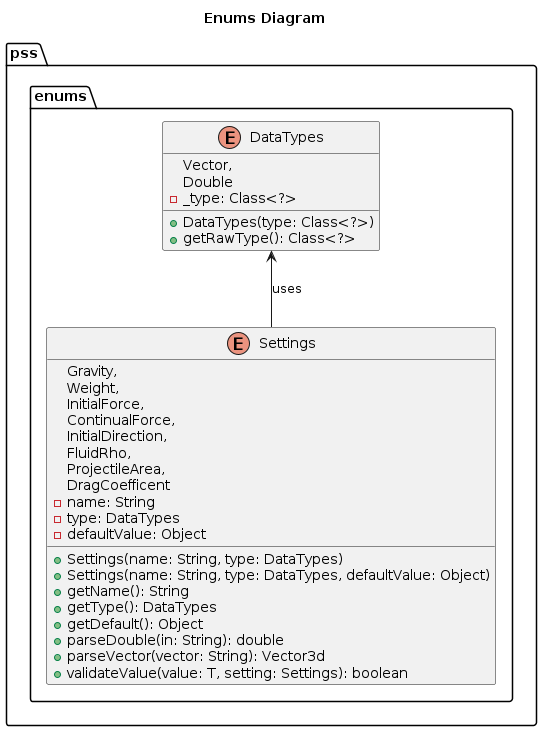 Enums Diagram
pss
enums
E DataTypes
Vector,
Double
_type: Class<?>
DataTypes(type: Class<?>)
getRawType(): Class<?>
uses
E Settings
Gravity,
Weight,
InitialForce,
ContinualForce,
InitialDirection,
FluidRho,
ProjectileArea,
DragCoefficent
name: String
type: DataTypes
defaultValue: Object
Settings(name: String, type: DataTypes)
Settings(name: String, type: DataTypes, defaultValue: Object)
getName(): String
getType(): DataTypes
getDefault(): Object
parseDouble(in: String): double
parseVector(vector: String): Vector3d
validateValue(value: T, setting: Settings): boolean